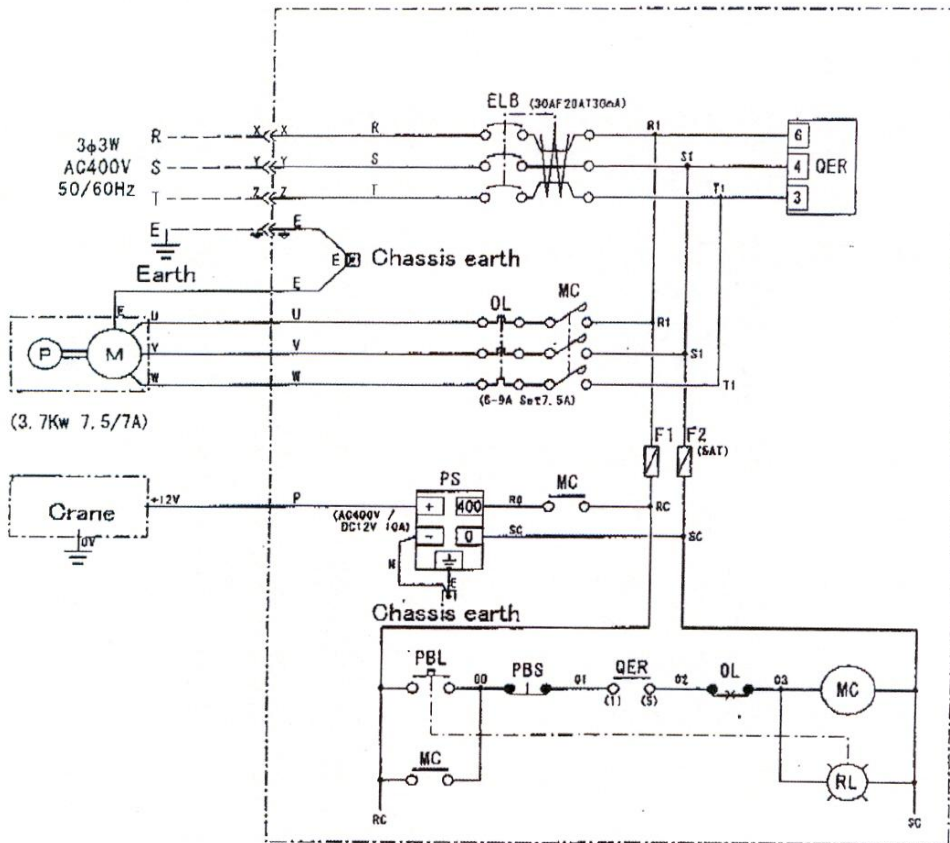 ELB (30AF20AT30mA)
3φ3W
AC400V
50/60Hz
R X X R R1 6
S Y Y S S1 4 QER
T Z Z T T1 3
E E
E Chassis earth
Earth E
E
U U OL MC R1
P M V V S1
W W T1
(6-9A Set7.5A)
(3.7Kw 7.5/7A)
F1 F2
(5AT)
PS MC
Crane +12V P + 400 R0 RC
(AC400V /
DC12V 10A)
- 0 SC SC
0V
N E
Chassis earth
PBL 00 PBS 01 QER 02 OL 03 MC
(1) (5)
MC RL
RC SC